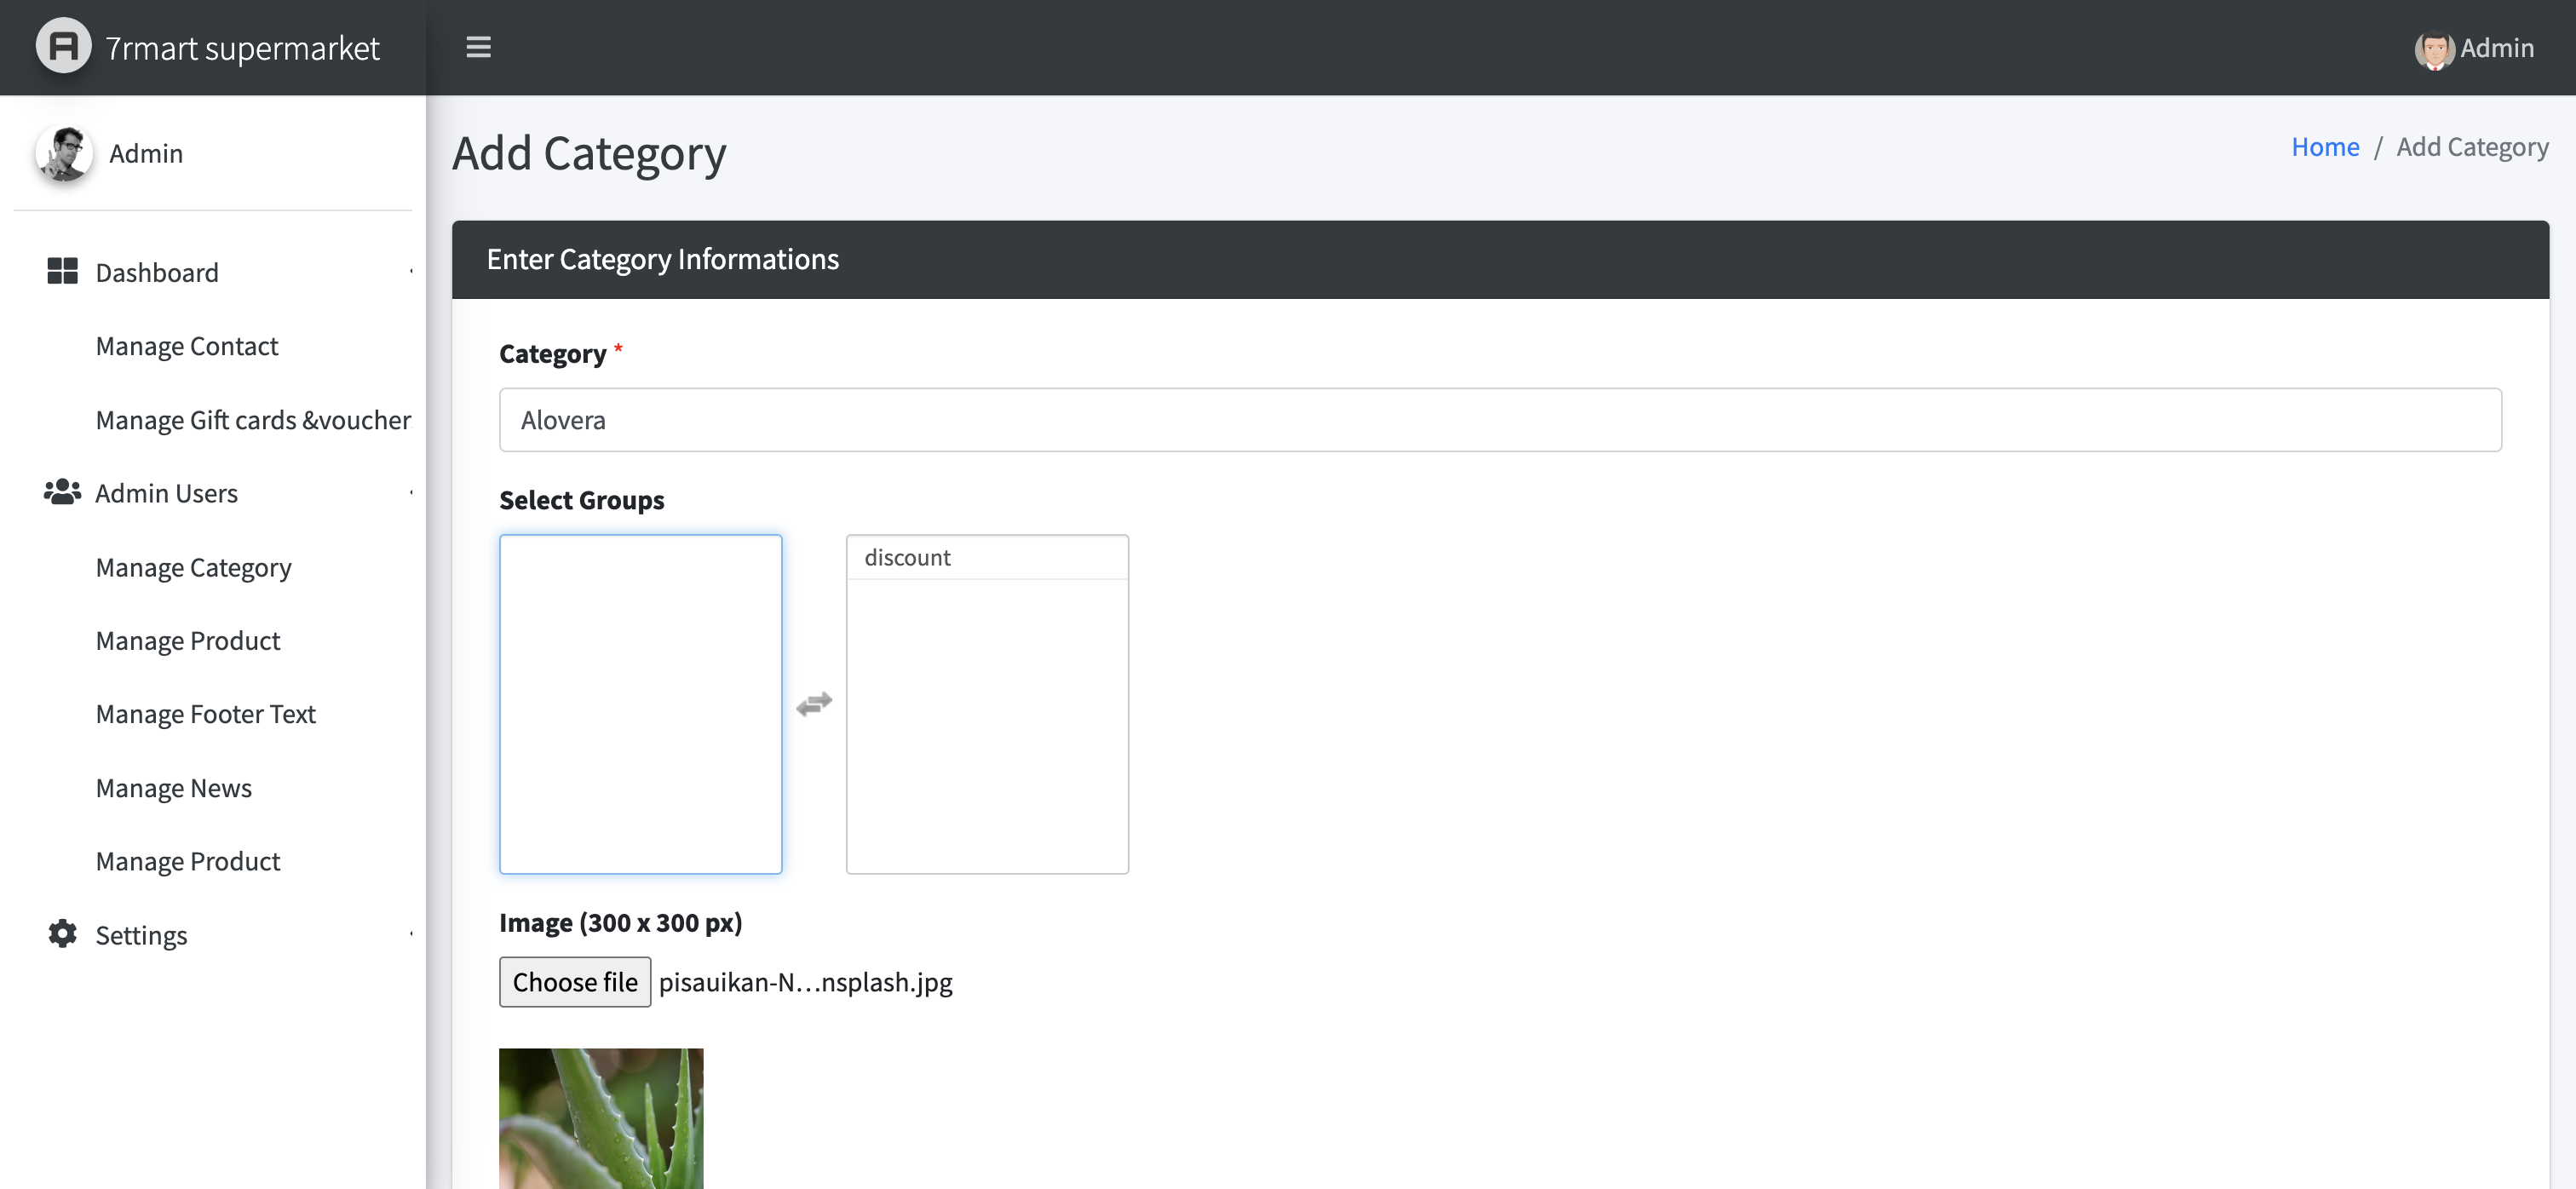 7rmart supermarket
Admin
Admin
Dashboard
Manage Contact
Manage Gift cards &voucher
Admin Users
Manage Category
Manage Product
Manage Footer Text
Manage News
Manage Product
Settings
Add Category
Home / Add Category
Enter Category Informations
Category *
Alovera
Select Groups
discount
Image (300 x 300 px)
Choose file pisauikan-N...nsplash.jpg